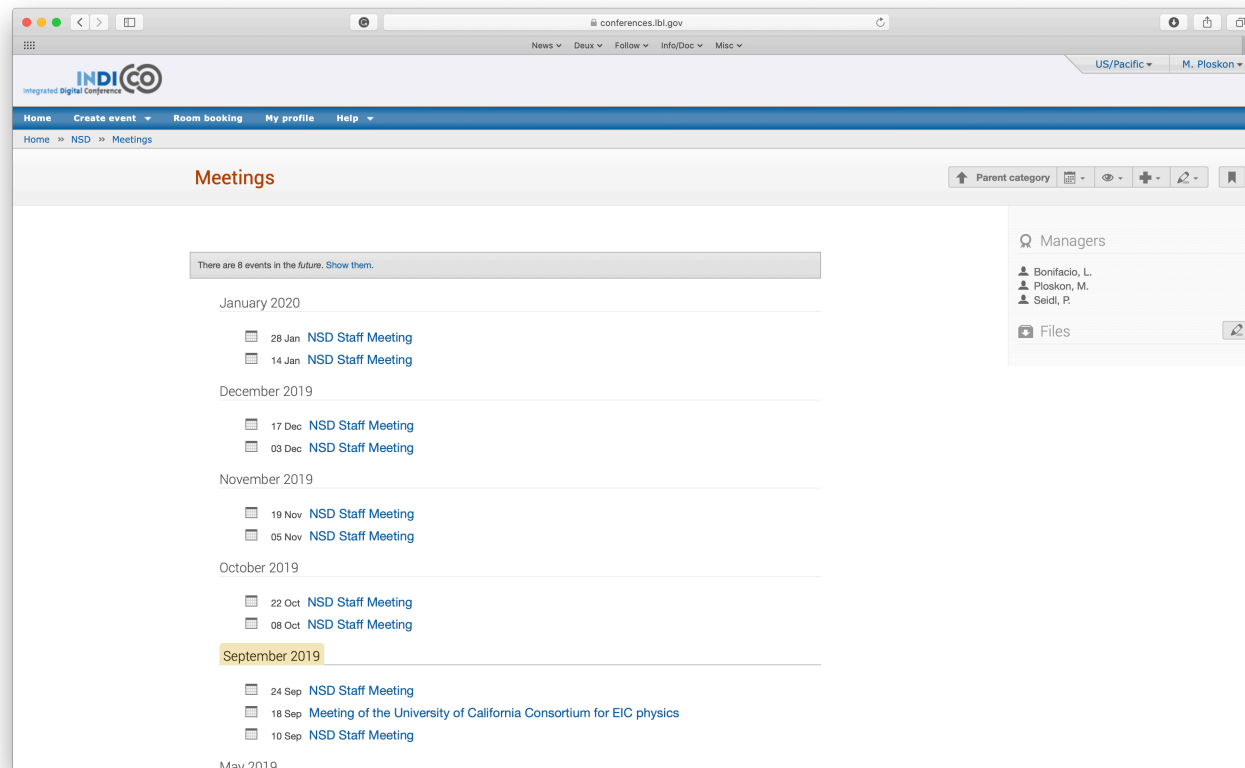 conferences.lbl.gov
News Deux Follow Info/Doc Misc
INDICO
Integrated Digital Conference
US/Pacific M. Ploskon
Home Create event Room booking My profile Help
Home » NSD » Meetings
Meetings
Parent category
There are 8 events in the future. Show them.
January 2020
28 Jan NSD Staff Meeting
14 Jan NSD Staff Meeting
December 2019
17 Dec NSD Staff Meeting
03 Dec NSD Staff Meeting
November 2019
19 Nov NSD Staff Meeting
05 Nov NSD Staff Meeting
October 2019
22 Oct NSD Staff Meeting
08 Oct NSD Staff Meeting
September 2019
24 Sep NSD Staff Meeting
18 Sep Meeting of the University of California Consortium for EIC physics
10 Sep NSD Staff Meeting
May 2019
Managers
Bonifacio, L.
Ploskon, M.
Seidl, P.
Files